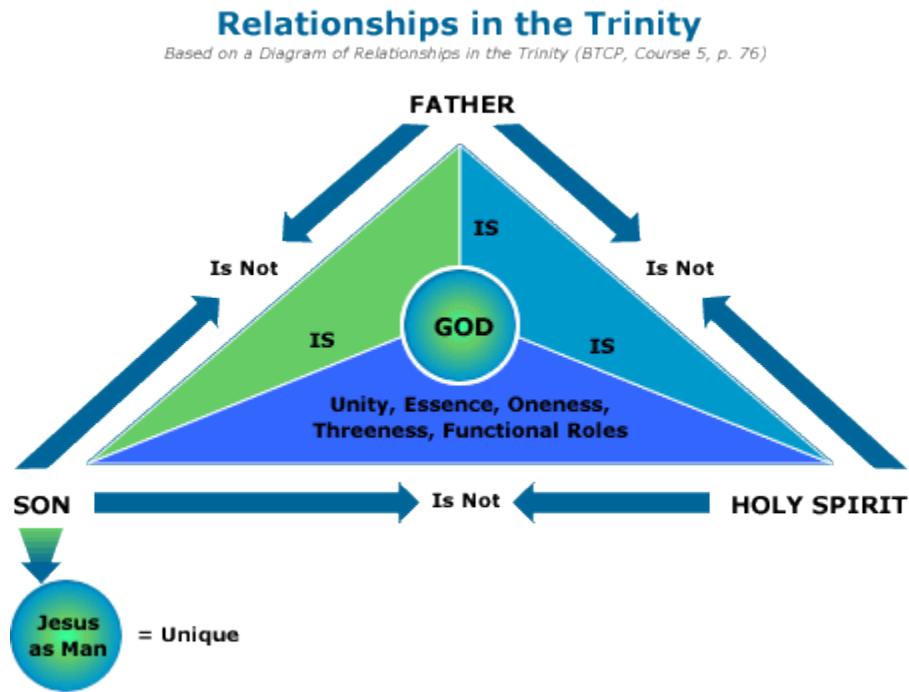 Relationships in the Trinity
Based on a Diagram of Relationships in the Trinity (BTCP, Course 5, p. 76)
FATHER
IS
Is Not
Is Not
GOD
IS
IS
Unity, Essence, Oneness,
Threeness, Functional Roles
SON
Is Not
HOLY SPIRIT
Jesus
as Man
= Unique